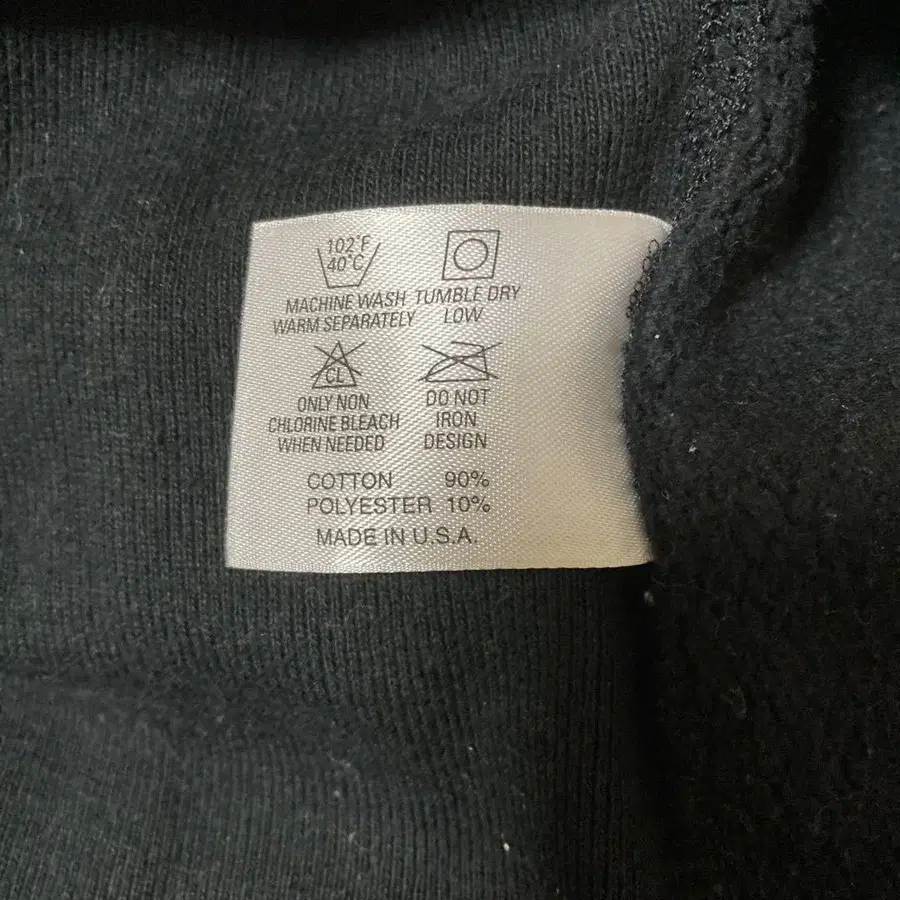 102°F
40°C
MACHINE WASH
WARM SEPARATELY
TUMBLE DRY
LOW
CL
ONLY NON
CHLORINE BLEACH
WHEN NEEDED
DO NOT
IRON
DESIGN
COTTON 90%
POLYESTER 10%
MADE IN U.S.A.